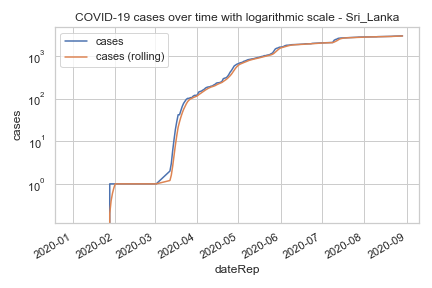 COVID-19 cases over time with logarithmic scale - Sri_Lanka
cases
cases (rolling)
10³
10²
10¹
10⁰
cases
2020-01
2020-02
2020-03
2020-04
2020-05
2020-06
2020-07
2020-08
2020-09
dateRep